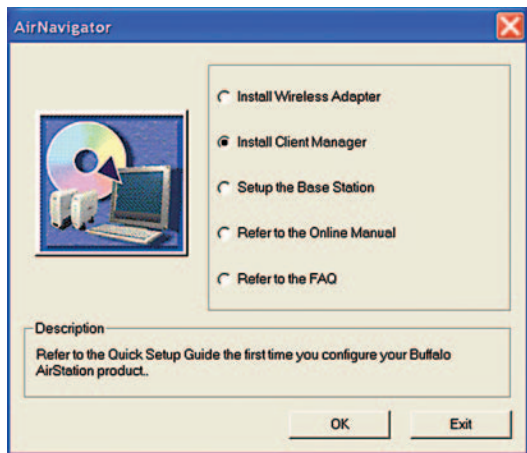 AirNavigator
Install Wireless Adapter
Install Client Manager
Setup the Base Station
Refer to the Online Manual
Refer to the FAQ
Description
Refer to the Quick Setup Guide the first time you configure your Buffalo
AirStation product..
OK
Exit